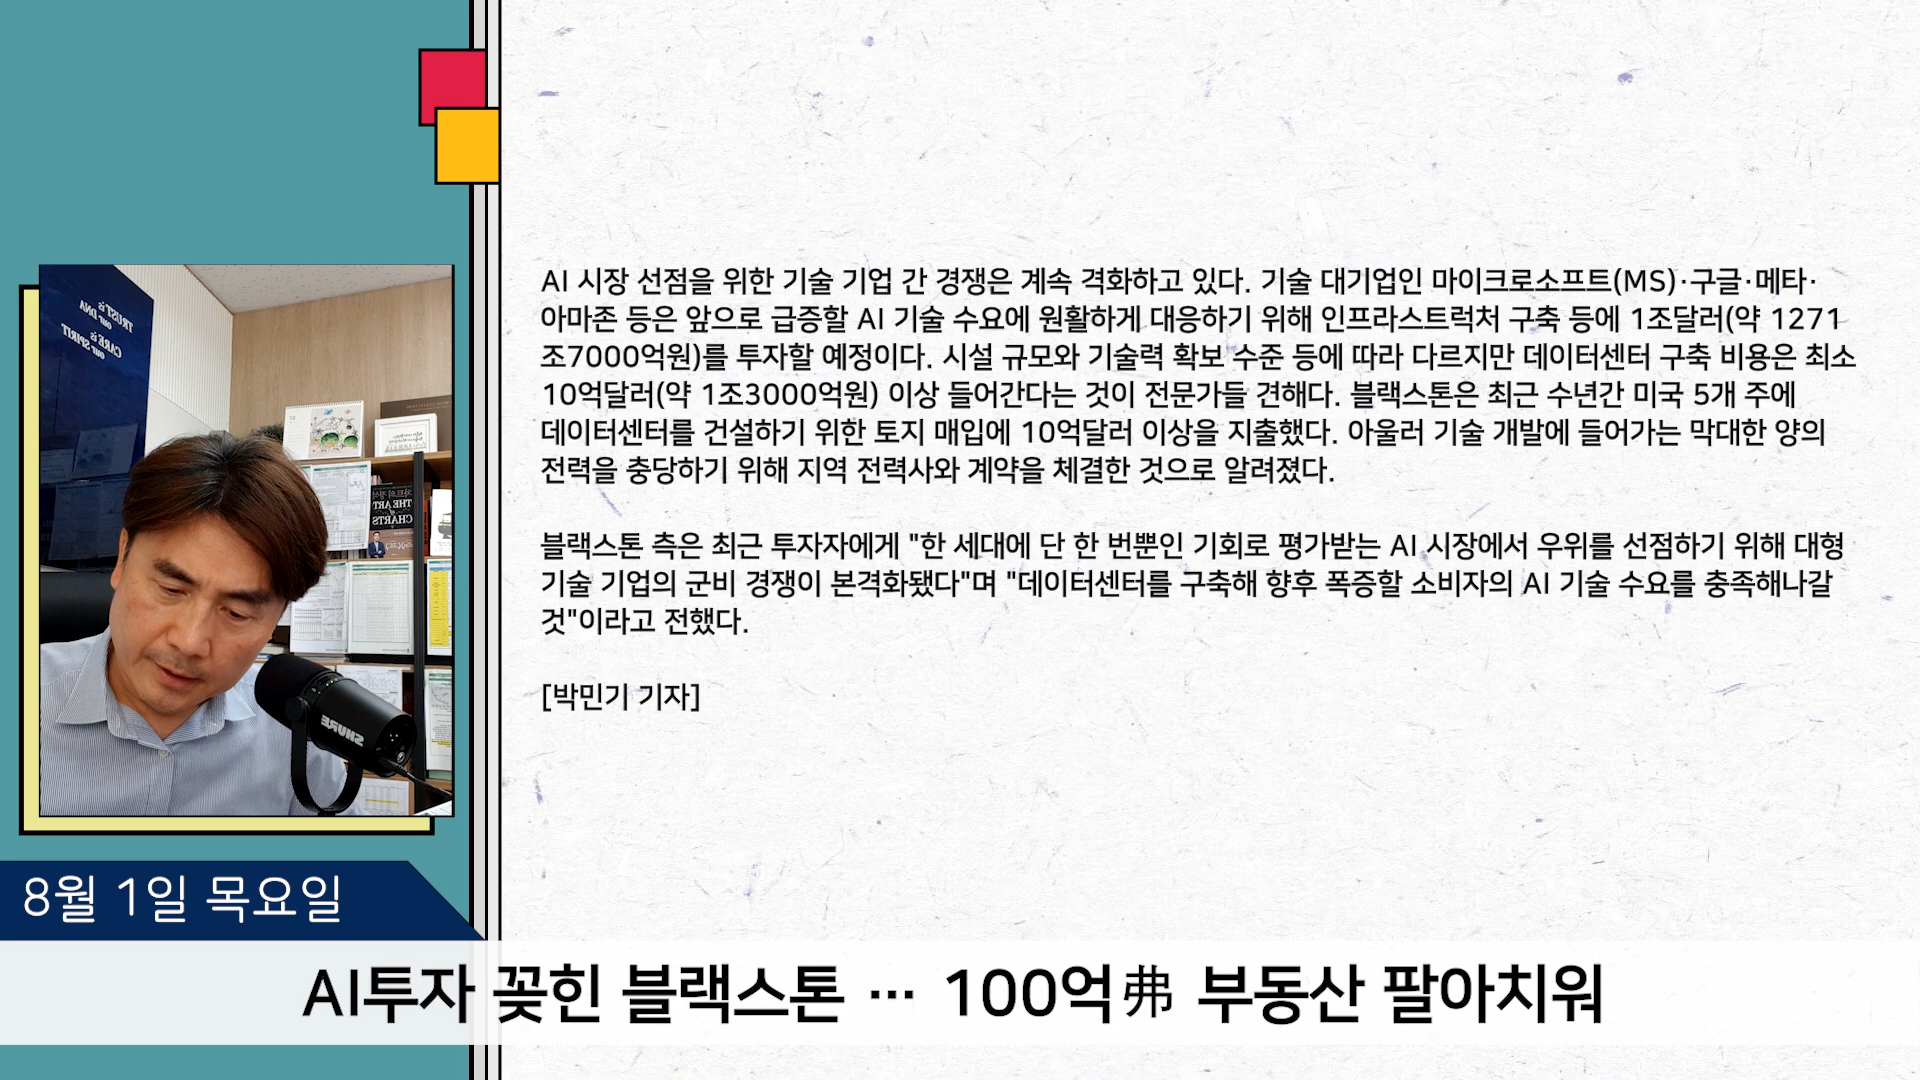 TRUST is
our DNA
CARE is
our SPIRIT
THE ART
of
CHARTS
SHURE
AI 시장 선점을 위한 기술 기업 간 경쟁은 계속 격화하고 있다. 기술 대기업인 마이크로소프트(MS)·구글·메타·
아마존 등은 앞으로 급증할 AI 기술 수요에 원활하게 대응하기 위해 인프라스트럭처 구축 등에 1조달러(약 1271
조7000억원)를 투자할 예정이다. 시설 규모와 기술력 확보 수준 등에 따라 다르지만 데이터센터 구축 비용은 최소
10억달러(약 1조3000억원) 이상 들어간다는 것이 전문가들 견해다. 블랙스톤은 최근 수년간 미국 5개 주에
데이터센터를 건설하기 위한 토지 매입에 10억달러 이상을 지출했다. 아울러 기술 개발에 들어가는 막대한 양의
전력을 충당하기 위해 지역 전력사와 계약을 체결한 것으로 알려졌다.
블랙스톤 측은 최근 투자자에게 "한 세대에 단 한 번뿐인 기회로 평가받는 AI 시장에서 우위를 선점하기 위해 대형
기술 기업의 군비 경쟁이 본격화됐다"며 "데이터센터를 구축해 향후 폭증할 소비자의 AI 기술 수요를 충족해나갈
것"이라고 전했다.
[박민기 기자]
8월 1일 목요일
AI투자 꽂힌 블랙스톤 … 100억弗 부동산 팔아치워